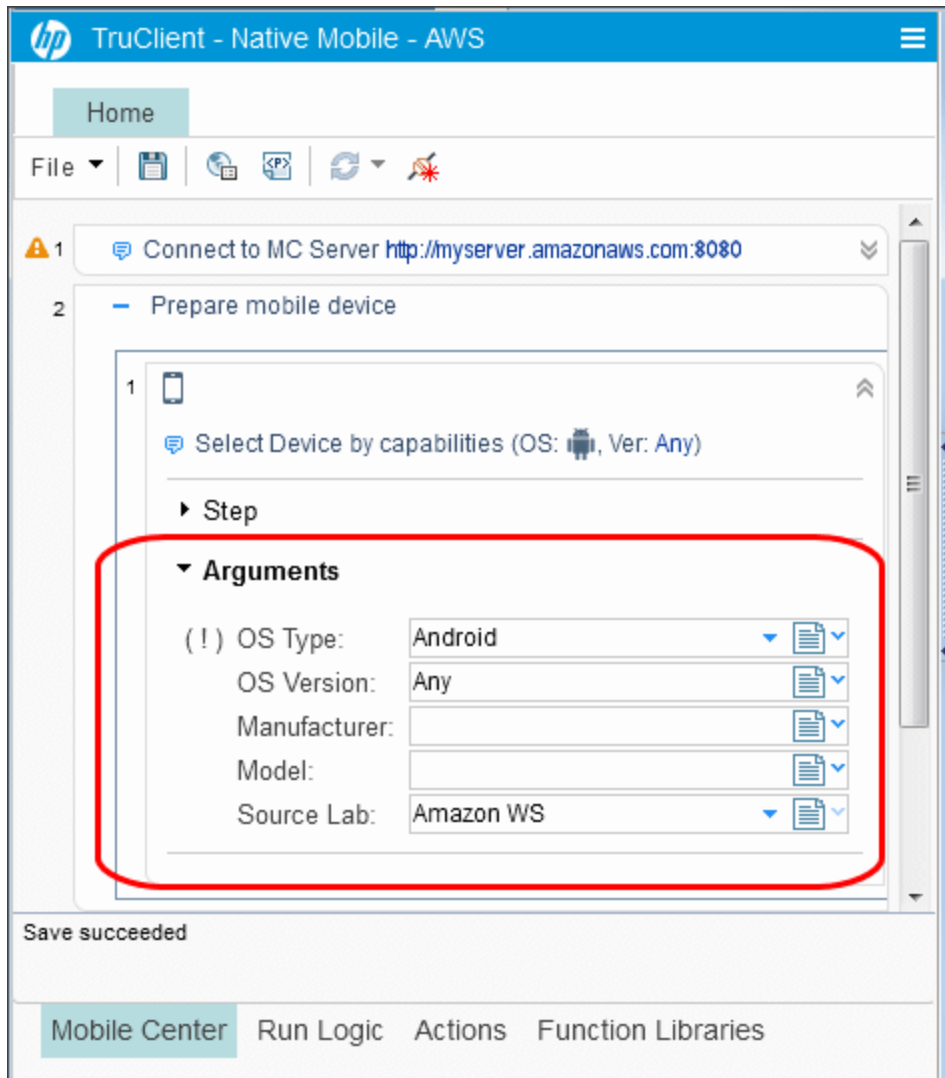 hp TruClient - Native Mobile - AWS
Home
File
1 Connect to MC Server http://myserver.amazonaws.com:8080
2 Prepare mobile device
1
Select Device by capabilities (OS: , Ver: Any)
Step
Arguments
(!) OS Type: Android
OS Version: Any
Manufacturer:
Model:
Source Lab: Amazon WS
Save succeeded
Mobile Center Run Logic Actions Function Libraries